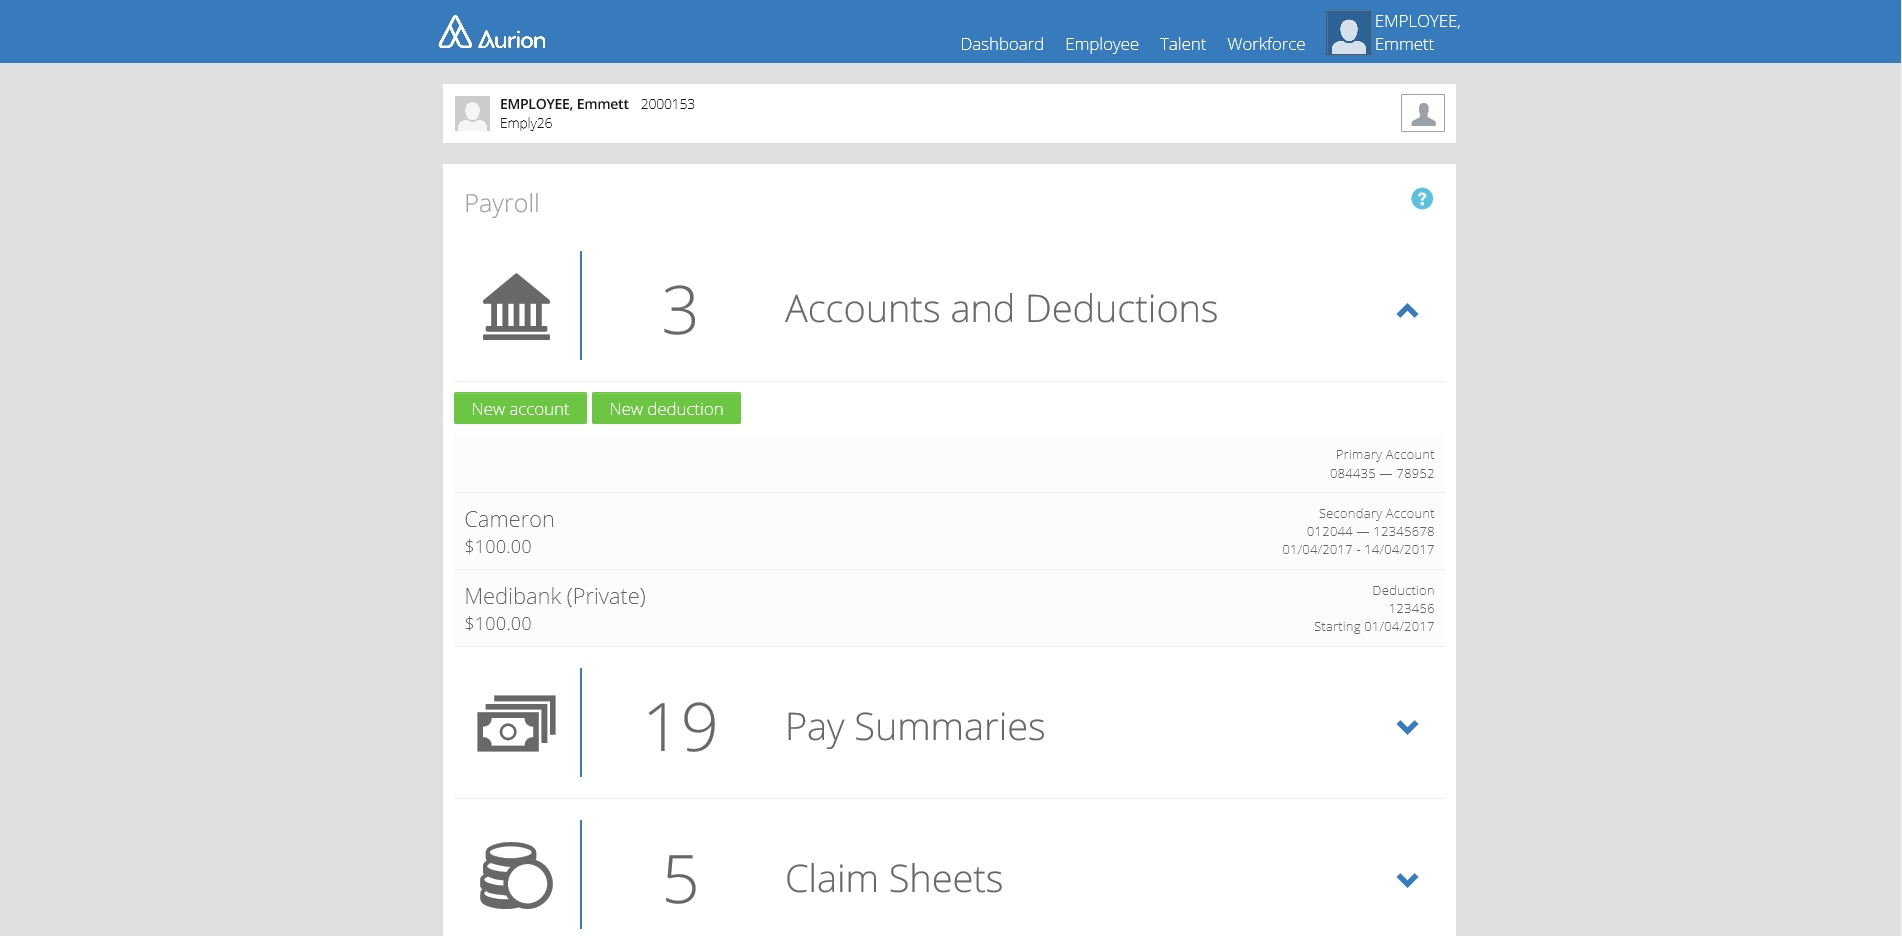 Aurion
Dashboard Employee Talent Workforce
EMPLOYEE,
Emmett
EMPLOYEE, Emmett 2000153
Emply26
Payroll
?
3 Accounts and Deductions
New account New deduction
Primary Account
084435 — 78952
Cameron
$100.00
Secondary Account
012044 — 12345678
01/04/2017 - 14/04/2017
Medibank (Private)
$100.00
Deduction
123456
Starting 01/04/2017
19 Pay Summaries
5 Claim Sheets